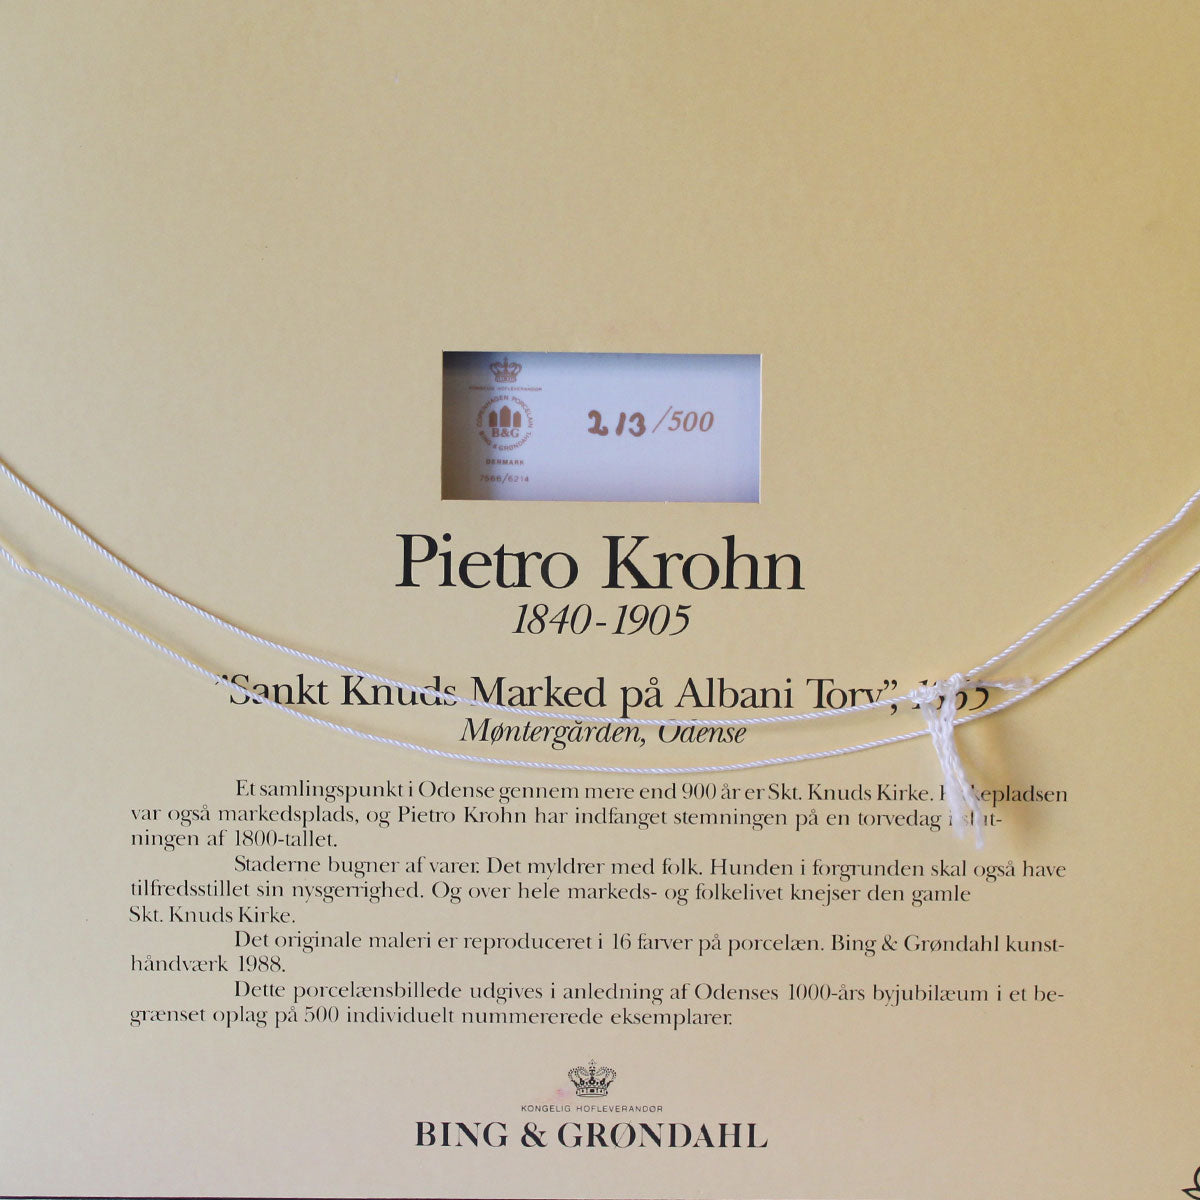 KONGELIG HOFLEVERANDØR
COPENHAGEN PORCELAIN
B&G
BING & GRØNDAHL
DENMARK
7566/6214
213/500
Pietro Krohn
1840-1905
"Sankt Knuds Marked på Albani Torv",
Møntergården, Odense
Et samlingspunkt i Odense gennem mere end 900 år er Skt. Knuds Kirke.
var også markedsplads, og Pietro Krohn har indfanget stemningen på en torvedag i slut-
ningen af 1800-tallet.
Staderne bugner af varer. Det myldrer med folk. Hunden i forgrunden skal også have
tilfredsstillet sin nysgerrighed. Og over hele markeds- og folkelivet knejser den gamle
Skt. Knuds Kirke.
Det originale maleri er reproduceret i 16 farver på porcelæn. Bing & Grøndahl kunst-
håndværk 1988.
Dette porcelænsbillede udgives i anledning af Odenses 1000-års byjubilæum i et be-
grænset oplag på 500 individuelt nummererede eksemplarer.
KONGELIG HOFLEVERANDØR
BING & GRØNDAHL